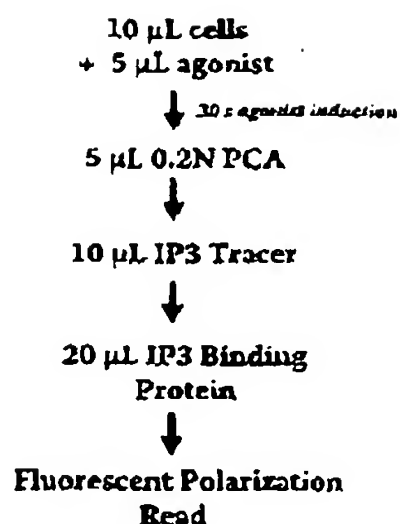 10 µL cells
+ 5 µL agonist
30 s agonist induction
5 µL 0.2N PCA
10 µL IP3 Tracer
20 µL IP3 Binding
Protein
Fluorescent Polarization
Read